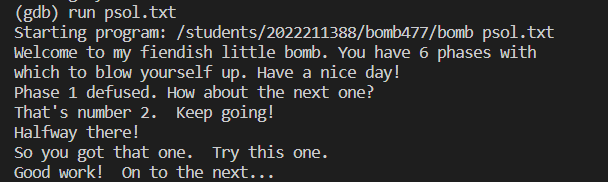 (gdb) run psol.txt
Starting program: /students/2022211388/bomb477/bomb psol.txt
Welcome to my fiendish little bomb. You have 6 phases with
which to blow yourself up. Have a nice day!
Phase 1 defused. How about the next one?
That's number 2.  Keep going!
Halfway there!
So you got that one.  Try this one.
Good work!  On to the next...